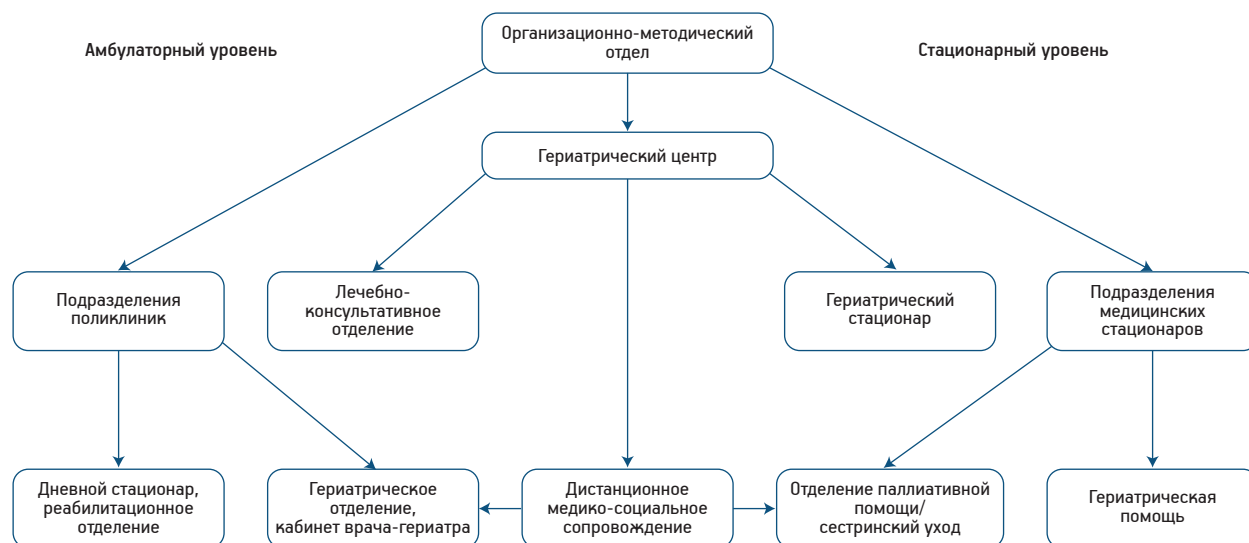 Амбулаторный уровень
Организационно-методический
отдел
Стационарный уровень
Гериатрический центр
Подразделения
поликлиник
Лечебно-
консультативное
отделение
Гериатрический
стационар
Подразделения
медицинских
стационаров
Дневной стационар,
реабилитационное
отделение
Гериатрическое
отделение,
кабинет врача-гериатра
Дистанционное
медико-социальное
сопровождение
Отделение паллиативной
помощи/
сестринский уход
Гериатрическая
помощь